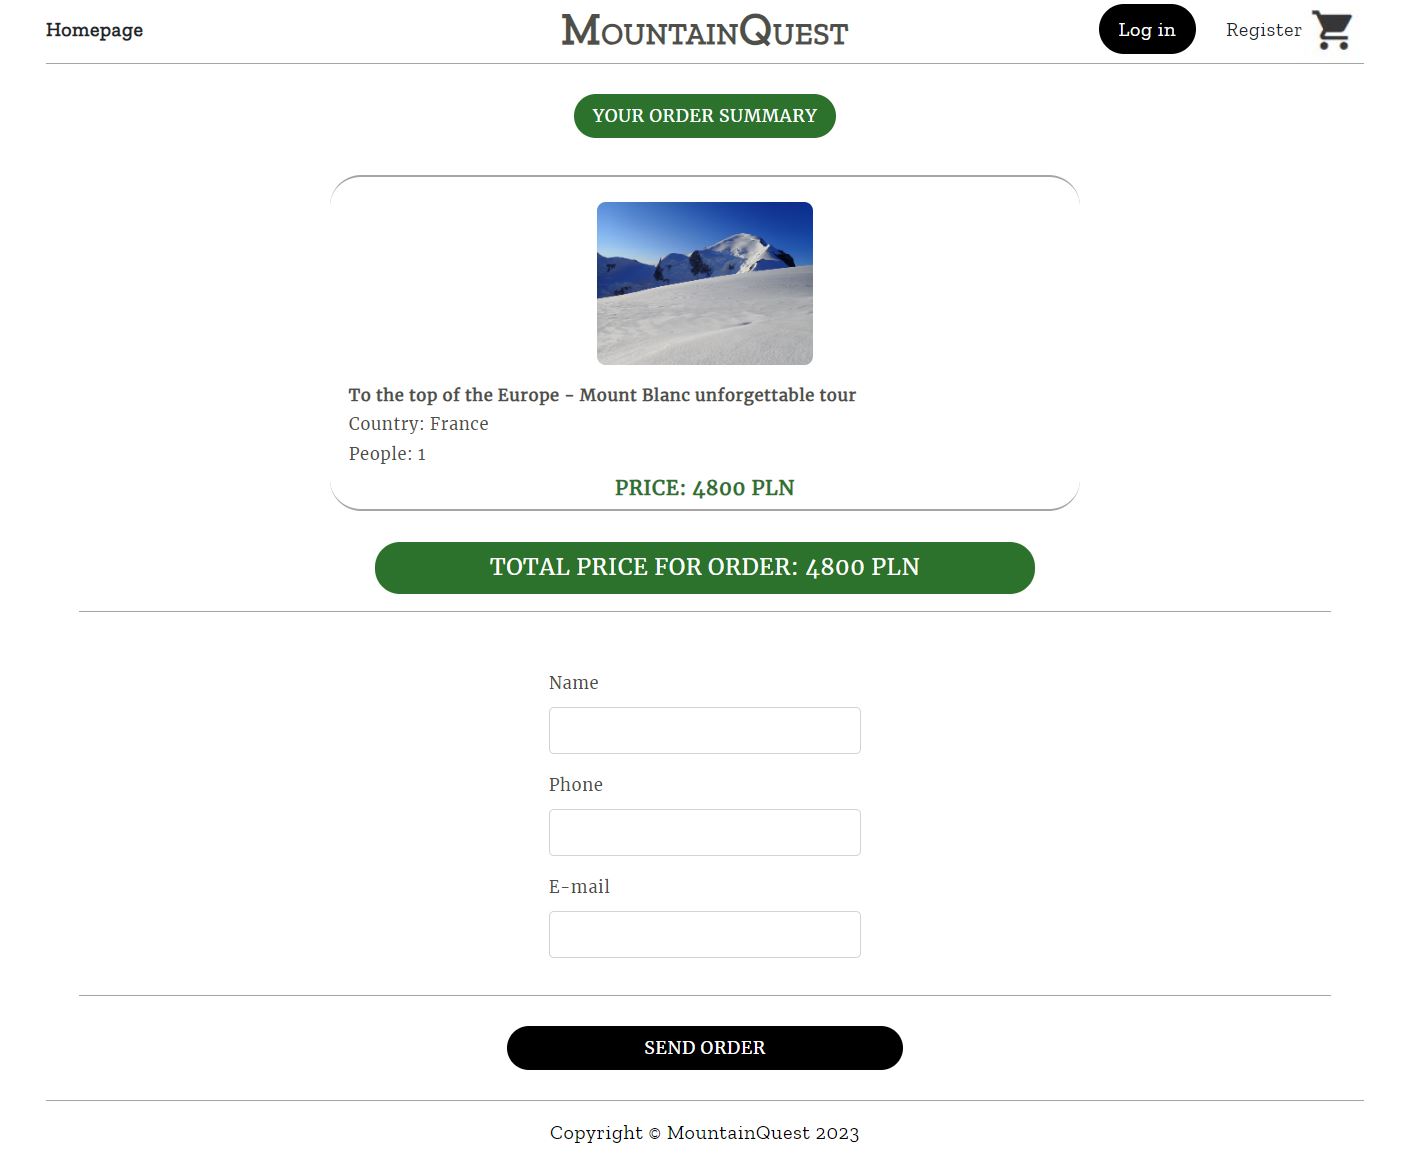 Homepage
MountainQuest
Log in
Register
YOUR ORDER SUMMARY
To the top of the Europe - Mount Blanc unforgettable tour
Country: France
People: 1
PRICE: 4800 PLN
TOTAL PRICE FOR ORDER: 4800 PLN
Name
Phone
E-mail
SEND ORDER
Copyright © MountainQuest 2023